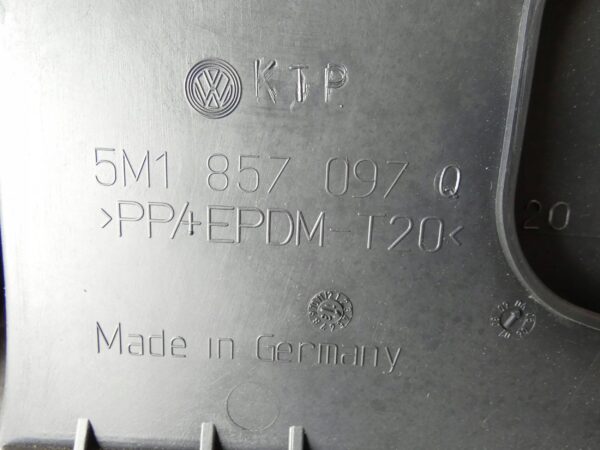 KTP
5M1 857 097 Q
>PP/+EPDM-T20<
20
Made in Germany